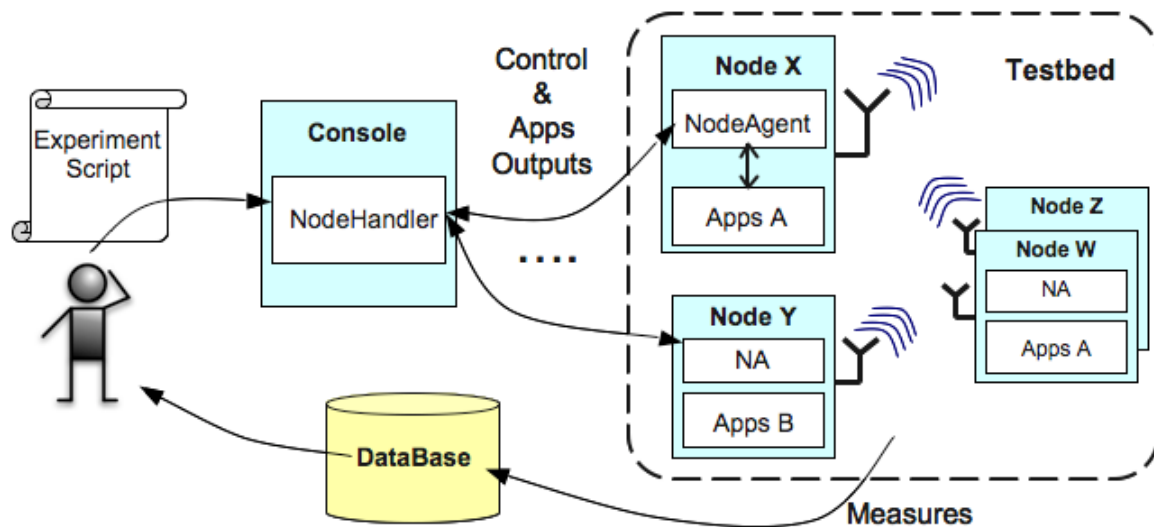 Experiment
Script
Console
NodeHandler
Control
&
Apps
Outputs
....
Testbed
Node X
NodeAgent
Apps A
Node Y
NA
Apps B
Node Z
Node W
NA
Apps A
DataBase
Measures